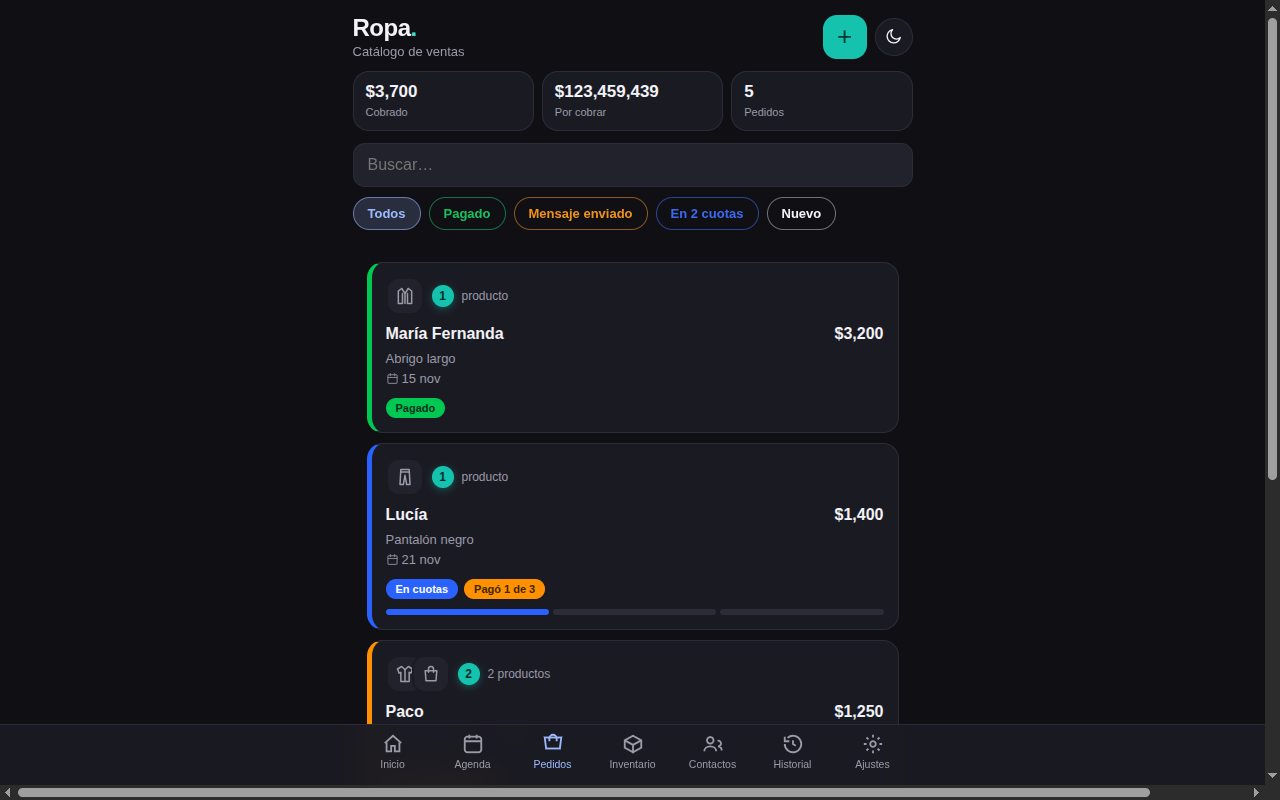 Ropa.
Catálogo de ventas
+
$3,700
Cobrado
$123,459,439
Por cobrar
5
Pedidos
Buscar…
Todos
Pagado
Mensaje enviado
En 2 cuotas
Nuevo
1 producto
María Fernanda $3,200
Abrigo largo
15 nov
Pagado
1 producto
Lucía $1,400
Pantalón negro
21 nov
En cuotas Pagó 1 de 3
2 2 productos
Paco $1,250
Inicio
Agenda
Pedidos
Inventario
Contactos
Historial
Ajustes